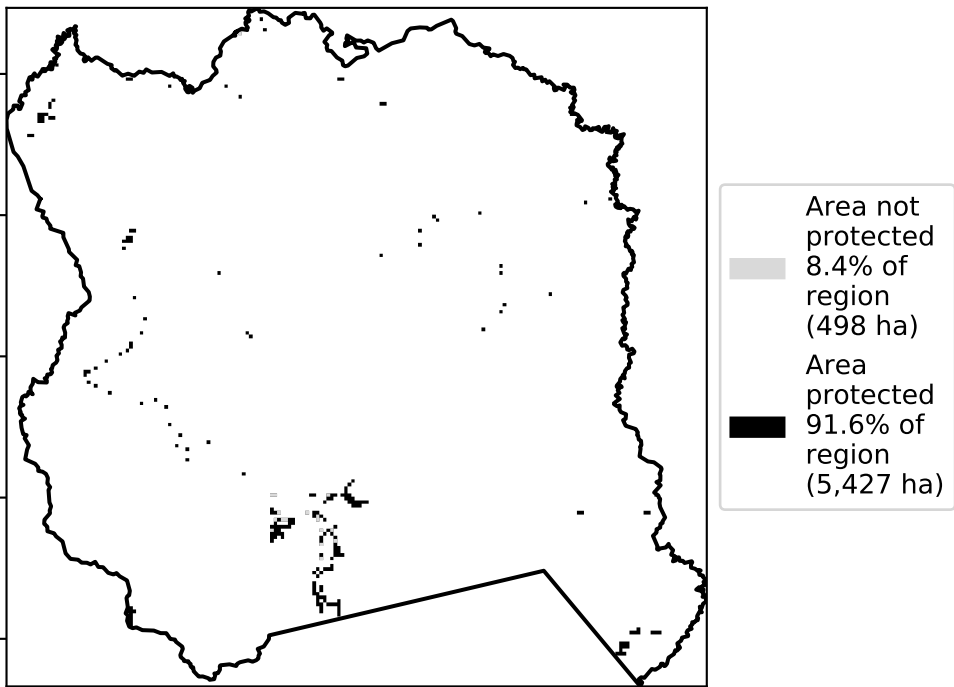 Area not
protected
8.4% of
region
(498 ha)
Area
protected
91.6% of
region
(5,427 ha)